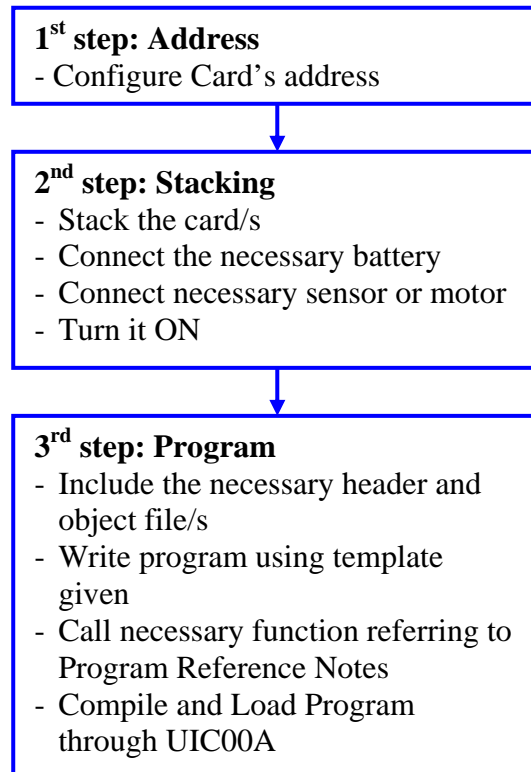 1st step: Address
- Configure Card's address
2nd step: Stacking
- Stack the card/s
- Connect the necessary battery
- Connect necessary sensor or motor
- Turn it ON
3rd step: Program
- Include the necessary header and
object file/s
- Write program using template
given
- Call necessary function referring to
Program Reference Notes
- Compile and Load Program
through UIC00A